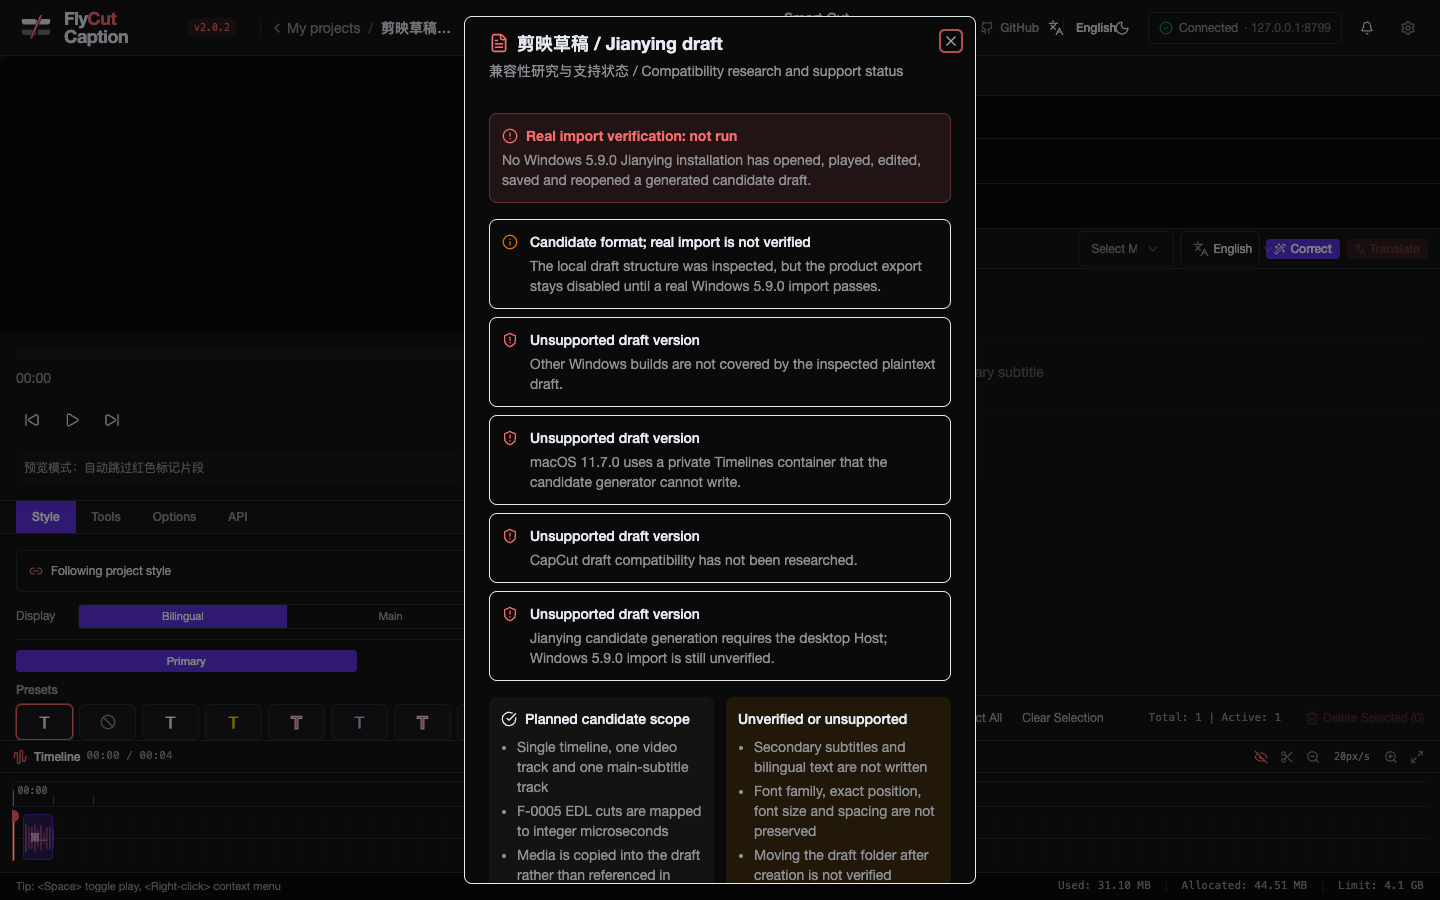 FlyCut
Caption
v2.0.2
My projects
/
剪映草稿...
GitHub
English
Connected · 127.0.0.1:8799
剪映草稿 / Jianying draft
兼容性研究与支持状态 / Compatibility research and support status
Real import verification: not run
No Windows 5.9.0 Jianying installation has opened, played, edited,
saved and reopened a generated candidate draft.
Candidate format; real import is not verified
The local draft structure was inspected, but the product export
stays disabled until a real Windows 5.9.0 import passes.
Unsupported draft version
Other Windows builds are not covered by the inspected plaintext
draft.
Unsupported draft version
macOS 11.7.0 uses a private Timelines container that the
candidate generator cannot write.
Unsupported draft version
CapCut draft compatibility has not been researched.
Unsupported draft version
Jianying candidate generation requires the desktop Host;
Windows 5.9.0 import is still unverified.
Planned candidate scope
• Single timeline, one video
track and one main-subtitle
track
• F-0005 EDL cuts are mapped
to integer microseconds
• Media is copied into the draft
rather than referenced in
Unverified or unsupported
• Secondary subtitles and
bilingual text are not written
• Font family, exact position,
font size and spacing are not
preserved
• Moving the draft folder after
creation is not verified
Select M
English
Correct
Translate
ary subtitle
00:00
预览模式：自动跳过红色标记片段
Style
Tools
Options
API
Following project style
Display
Bilingual
Main
Primary
Presets
T
T
T
T
T
T
ct All
Clear Selection
Total: 1 | Active: 1
Delete Selected (0)
Timeline
00:00 / 00:04
20px/s
00:00
Tip: <Space> toggle play, <Right-click> context menu
Used: 31.10 MB
Allocated: 44.51 MB
Limit: 4.1 GB